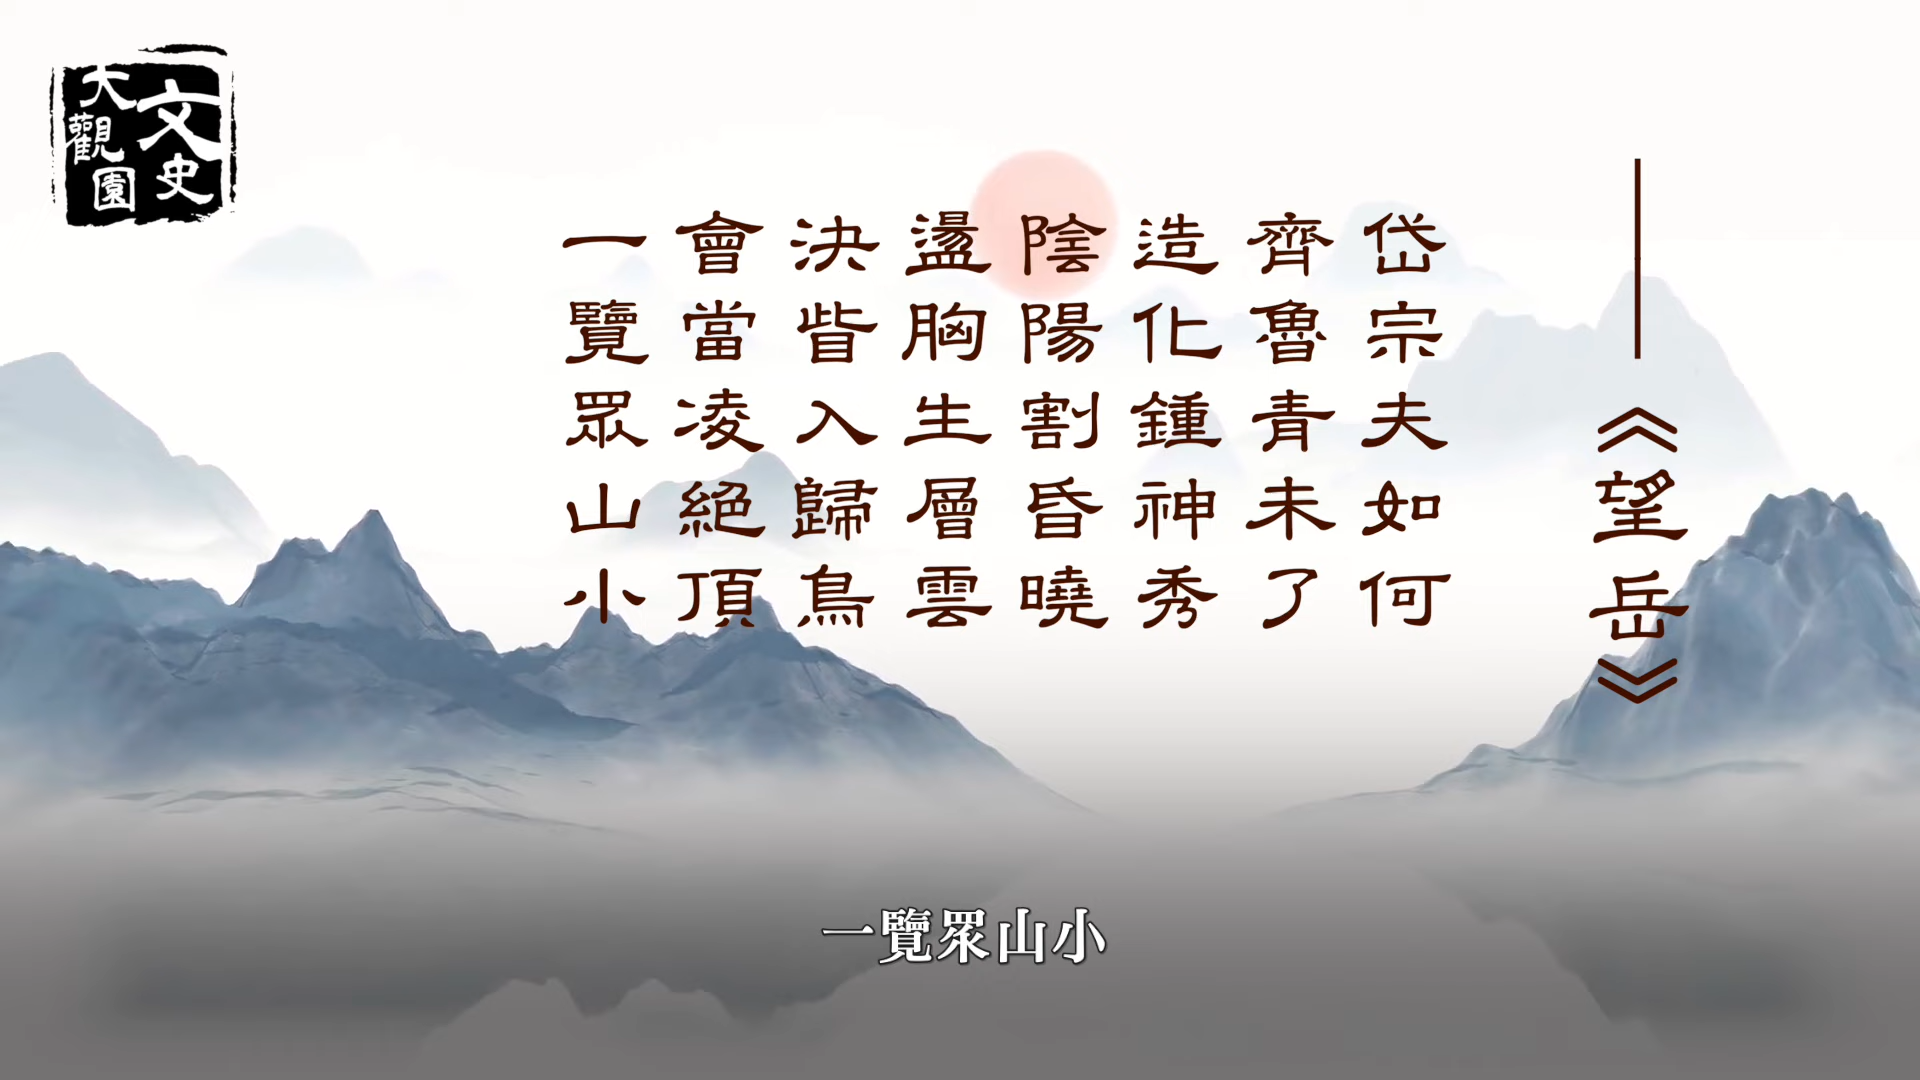 文史
大觀園
——《望岳》
岱宗夫如何
齊魯青未了
造化鍾神秀
陰陽割昏曉
盪胸生層雲
決眥入歸鳥
會當凌絕頂
一覽眾山小
一覽眾山小